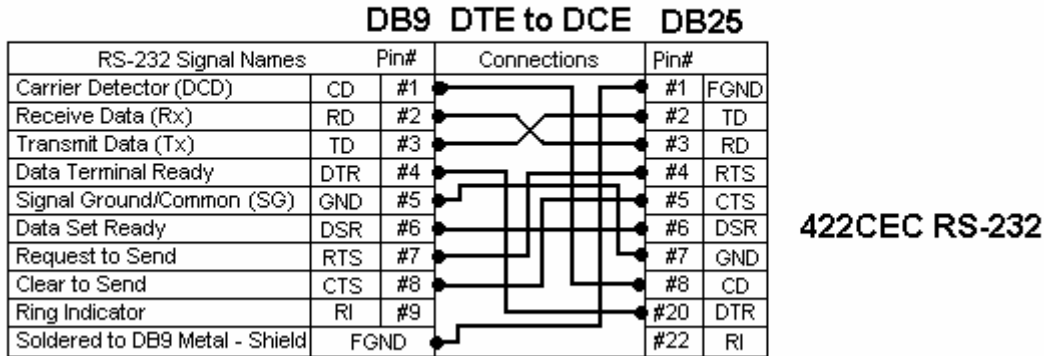 DB9 DTE to DCE DB25
RS-232 Signal Names Pin# Connections Pin#
Carrier Detector (DCD) CD #1 #1 FGND
Receive Data (Rx) RD #2 #2 TD
Transmit Data (Tx) TD #3 #3 RD
Data Terminal Ready DTR #4 #4 RTS
Signal Ground/Common (SG) GND #5 #5 CTS
Data Set Ready DSR #6 #6 DSR
Request to Send RTS #7 #7 GND
Clear to Send CTS #8 #8 CD
Ring Indicator RI #9 #20 DTR
Soldered to DB9 Metal - Shield FGND #22 RI
422CEC RS-232